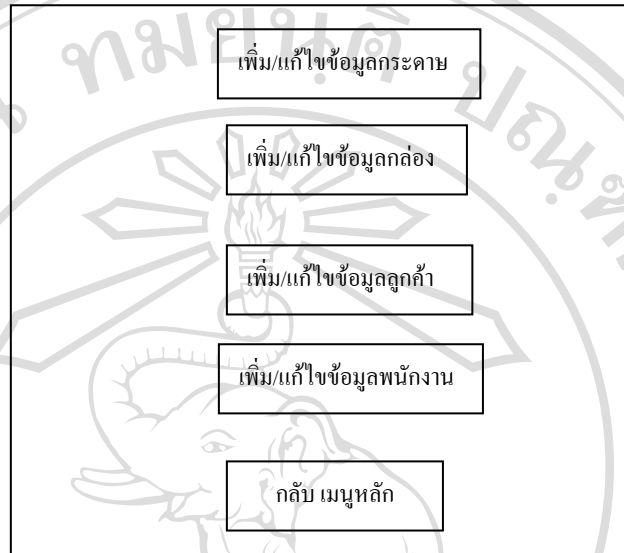 เพิ่ม/แก้ไขข้อมูลกระดาษ
เพิ่ม/แก้ไขข้อมูลกล่อง
เพิ่ม/แก้ไขข้อมูลลูกค้า
เพิ่ม/แก้ไขข้อมูลพนักงาน
กลับ เมนูหลัก